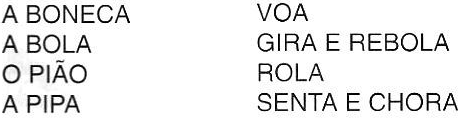 A BONECA VOA
A BOLA GIRA E REBOLA
O PIÃO ROLA
A PIPA SENTA E CHORA